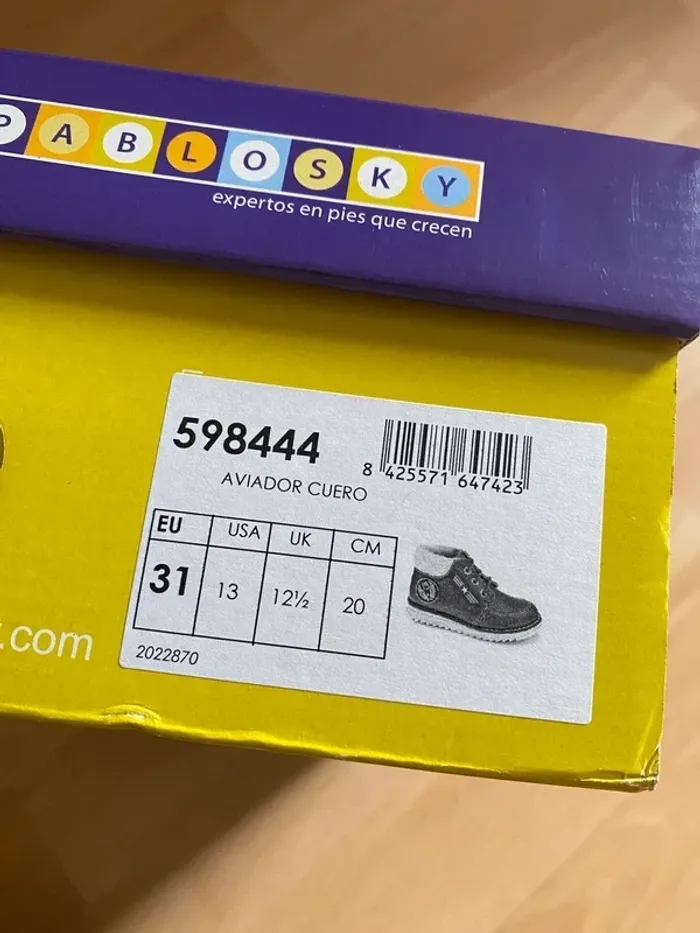 PABLOSKY
expertos en pies que crecen
598444
AVIADOR CUERO
8 425571 647423
EU USA UK CM
31 13 12½ 20
2022870
.com